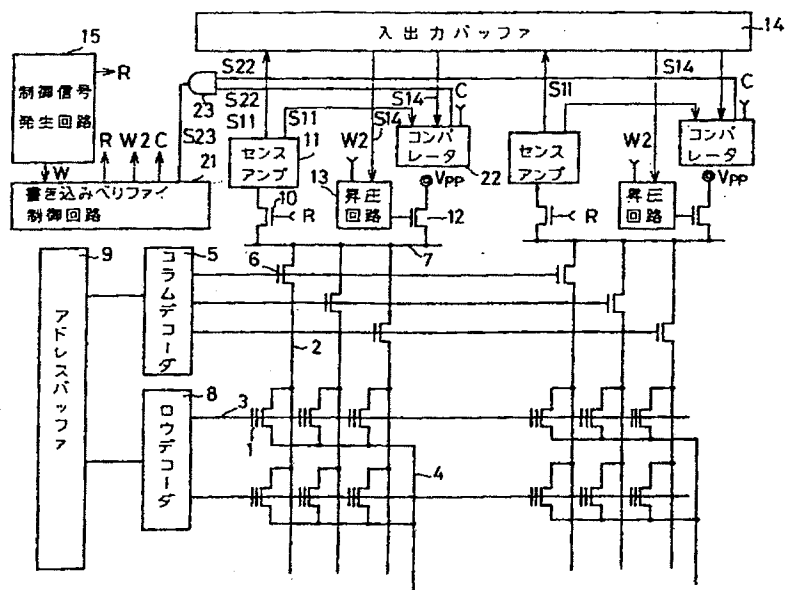 入出力バッファ
14
15
制御信号
発生回路
R
S22
23
S22
S11
S23
S11
11
センス
アンプ
S14
S14
C
コンパ
レータ
22
S11
S14
C
コンパ
レータ
センス
アンプ
R
W2
C
W
21
書き込みベリファイ
制御回路
W2
13
昇圧
回路
VPP
12
10
R
W2
昇圧
回路
VPP
R
7
9
アドレスバッファ
5
コラムデコーダ
6
2
8
ロウデコーダ
3
1
4